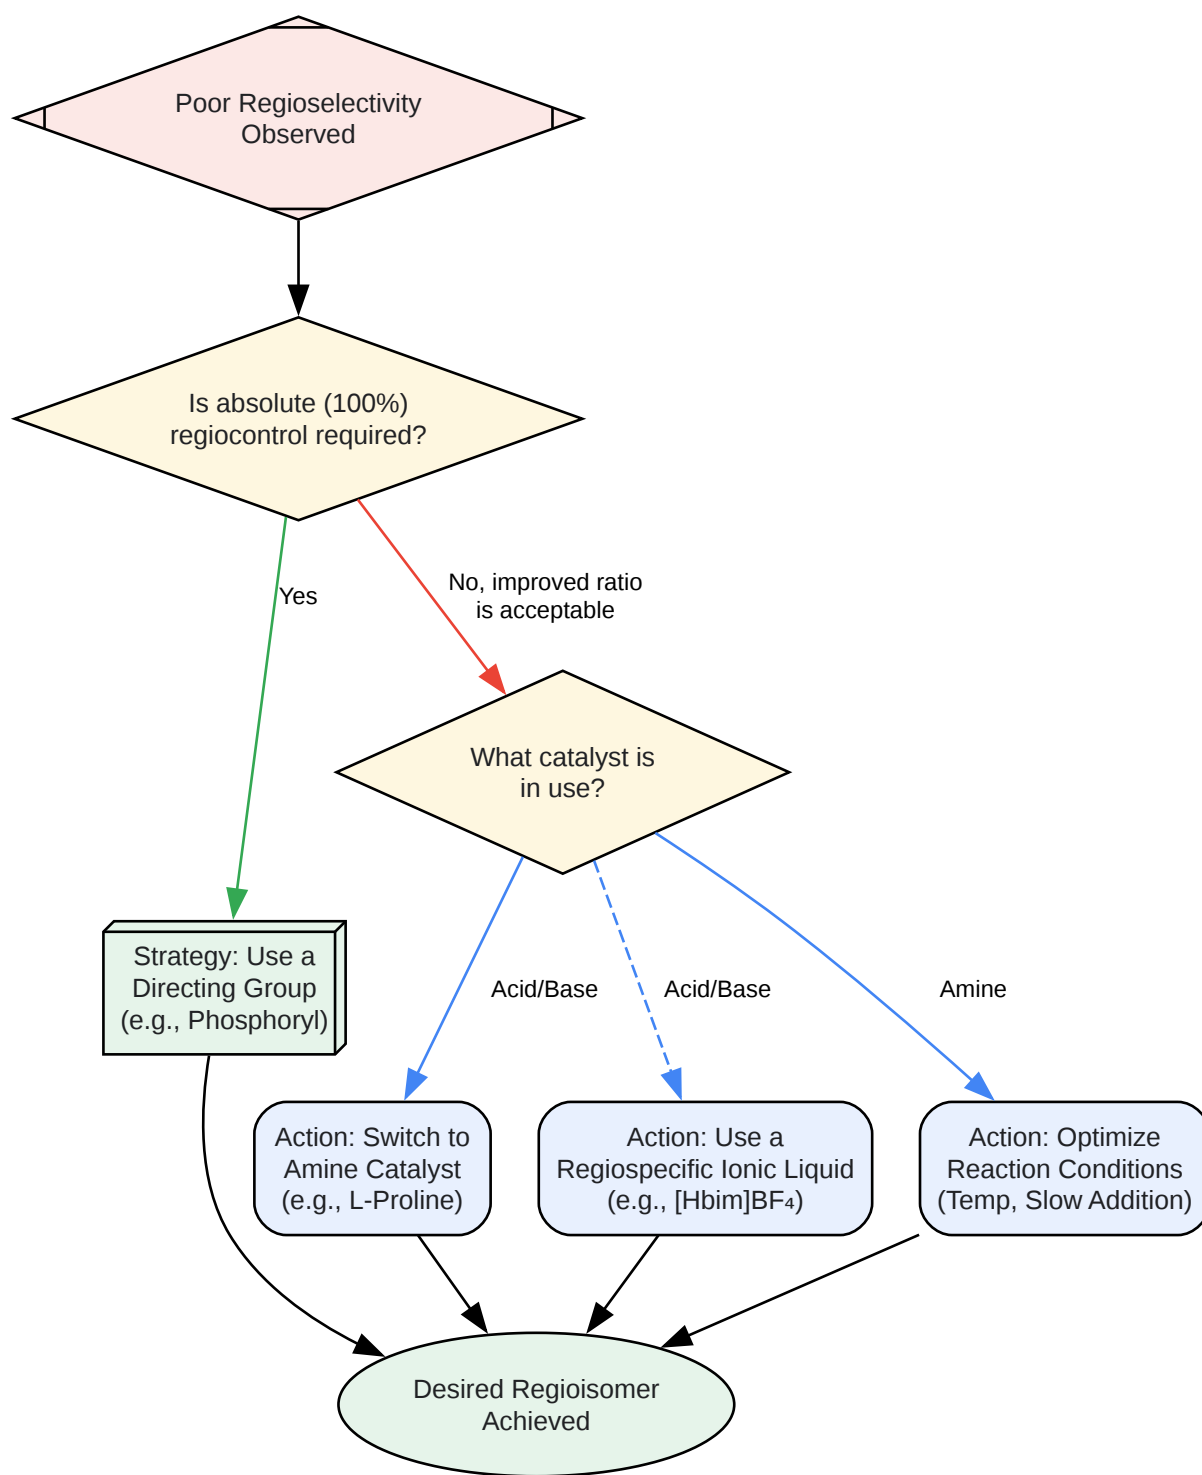 Poor Regioselectivity
Observed
Is absolute (100%)
regiocontrol required?
Yes
No, improved ratio
is acceptable
What catalyst is
in use?
Strategy: Use a
Directing Group
(e.g., Phosphoryl)
Acid/Base
Acid/Base
Amine
Action: Switch to
Amine Catalyst
(e.g., L-Proline)
Action: Use a
Regiospecific Ionic Liquid
(e.g., [Hbim]BF₄)
Action: Optimize
Reaction Conditions
(Temp, Slow Addition)
Desired Regioisomer
Achieved